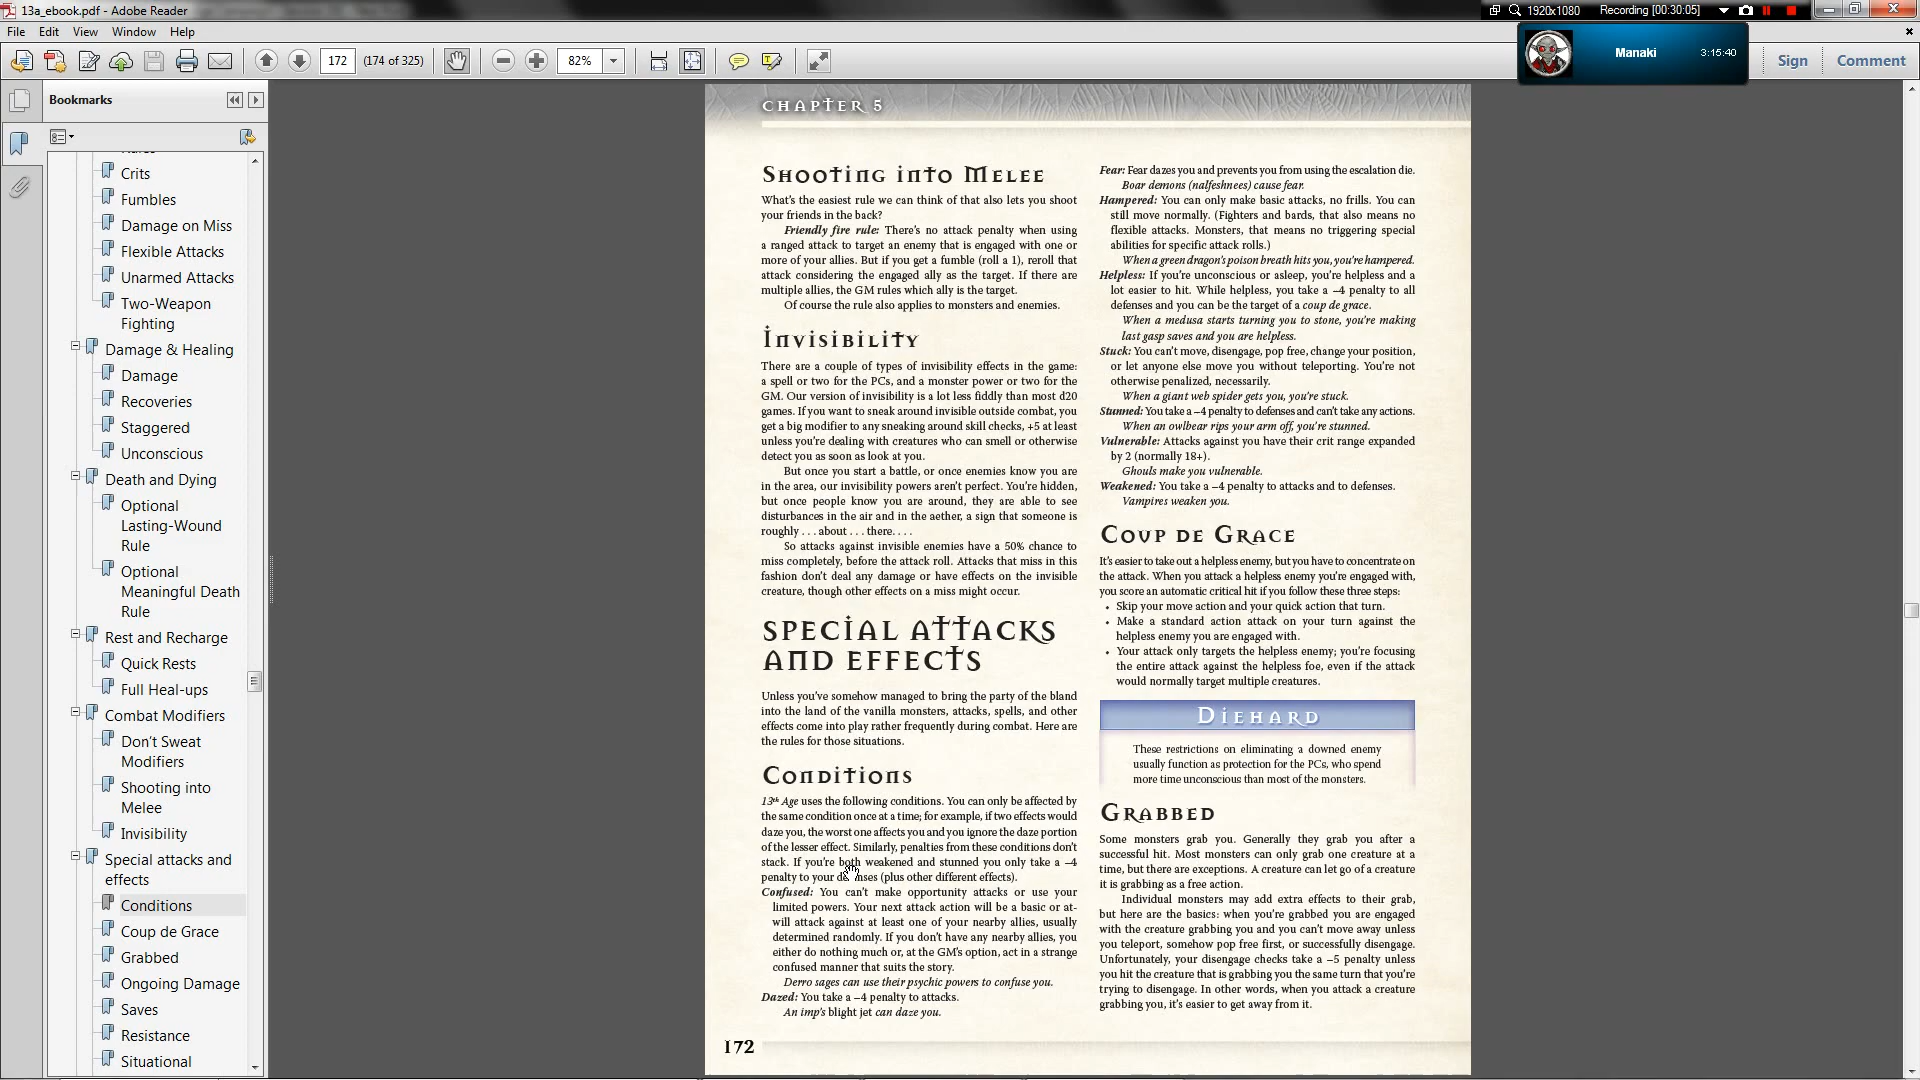 13a_ebook.pdf - Adobe Reader
1920x1080
Recording [00:30:05]
File Edit View Window Help
172 (174 of 325)
82%
Manaki
3:15:40
Sign
Comment
Bookmarks
Crits
Fumbles
Damage on Miss
Flexible Attacks
Unarmed Attacks
Two-Weapon
Fighting
Damage & Healing
Damage
Recoveries
Staggered
Unconscious
Death and Dying
Optional
Lasting-Wound
Rule
Optional
Meaningful Death
Rule
Rest and Recharge
Quick Rests
Full Heal-ups
Combat Modifiers
Don't Sweat
Modifiers
Shooting into
Melee
Invisibility
Special attacks and
effects
Conditions
Coup de Grace
Grabbed
Ongoing Damage
Saves
Resistance
Situational
CHAPTER 5
Shooting into Melee
What's the easiest rule we can think of that also lets you shoot
your friends in the back?
Friendly fire rule: There's no attack penalty when using
a ranged attack to target an enemy that is engaged with one or
more of your allies. But if you get a fumble (roll a 1), reroll that
attack considering the engaged ally as the target. If there are
multiple allies, the GM rules which ally is the target.
Of course the rule also applies to monsters and enemies.
Invisibility
There are a couple of types of invisibility effects in the game:
a spell or two for the PCs, and a monster power or two for the
GM. Our version of invisibility is a lot less fiddly than most d20
games. If you want to sneak around invisible outside combat, you
get a big modifier to any sneaking around skill checks, +5 at least
unless you're dealing with creatures who can smell or otherwise
detect you as soon as look at you.
But once you start a battle, or once enemies know you are
in the area, our invisibility powers aren't perfect. You're hidden,
but once people know you are around, they are able to see
disturbances in the air and in the aether, a sign that someone is
roughly . . . about . . . there. . . .
So attacks against invisible enemies have a 50% chance to
miss completely, before the attack roll. Attacks that miss in this
fashion don't deal any damage or have effects on the invisible
creature, though other effects on a miss might occur.
SPECIAL ATTACKS
AND EFFECTS
Unless you've somehow managed to bring the party of the bland
into the land of the vanilla monsters, attacks, spells, and other
effects come into play rather frequently during combat. Here are
the rules for those situations.
Conditions
13th Age uses the following conditions. You can only be affected by
the same condition once at a time; for example, if two effects would
daze you, the worst one affects you and you ignore the daze portion
of the lesser effect. Similarly, penalties from these conditions don't
stack. If you're both weakened and stunned you only take a –4
penalty to your defenses (plus other different effects).
Confused: You can't make opportunity attacks or use your
limited powers. Your next attack action will be a basic or at-
will attack against at least one of your nearby allies, usually
determined randomly. If you don't have any nearby allies, you
either do nothing much or, at the GM's option, act in a strange
confused manner that suits the story.
Derro sages can use their psychic powers to confuse you.
Dazed: You take a –4 penalty to attacks.
An imp's blight jet can daze you.
Fear: Fear dazes you and prevents you from using the escalation die.
Boar demons (nalfeshnees) cause fear.
Hampered: You can only make basic attacks, no frills. You can
still move normally. (Fighters and bards, that also means no
flexible attacks. Monsters, that means no triggering special
abilities for specific attack rolls.)
When a green dragon's poison breath hits you, you're hampered.
Helpless: If you're unconscious or asleep, you're helpless and a
lot easier to hit. While helpless, you take a –4 penalty to all
defenses and you can be the target of a coup de grace.
When a medusa starts turning you to stone, you're making
last gasp saves and you are helpless.
Stuck: You can't move, disengage, pop free, change your position,
or let anyone else move you without teleporting. You're not
otherwise penalized, necessarily.
When a giant web spider gets you, you're stuck.
Stunned: You take a –4 penalty to defenses and can't take any actions.
When an owlbear rips your arm off, you're stunned.
Vulnerable: Attacks against you have their crit range expanded
by 2 (normally 18+).
Ghouls make you vulnerable.
Weakened: You take a –4 penalty to attacks and to defenses.
Vampires weaken you.
Coup de Grace
It's easier to take out a helpless enemy, but you have to concentrate on
the attack. When you attack a helpless enemy you're engaged with,
you score an automatic critical hit if you follow these three steps:
• Skip your move action and your quick action that turn.
• Make a standard action attack on your turn against the
helpless enemy you are engaged with.
• Your attack only targets the helpless enemy; you're focusing
the entire attack against the helpless foe, even if the attack
would normally target multiple creatures.
Diehard
These restrictions on eliminating a downed enemy
usually function as protection for the PCs, who spend
more time unconscious than most of the monsters.
Grabbed
Some monsters grab you. Generally they grab you after a
successful hit. Most monsters can only grab one creature at a
time, but there are exceptions. A creature can let go of a creature
it is grabbing as a free action.
Individual monsters may add extra effects to their grab,
but here are the basics: when you're grabbed you are engaged
with the creature grabbing you and you can't move away unless
you teleport, somehow pop free first, or successfully disengage.
Unfortunately, your disengage checks take a –5 penalty unless
you hit the creature that is grabbing you the same turn that you're
trying to disengage. In other words, when you attack a creature
grabbing you, it's easier to get away from it.
172